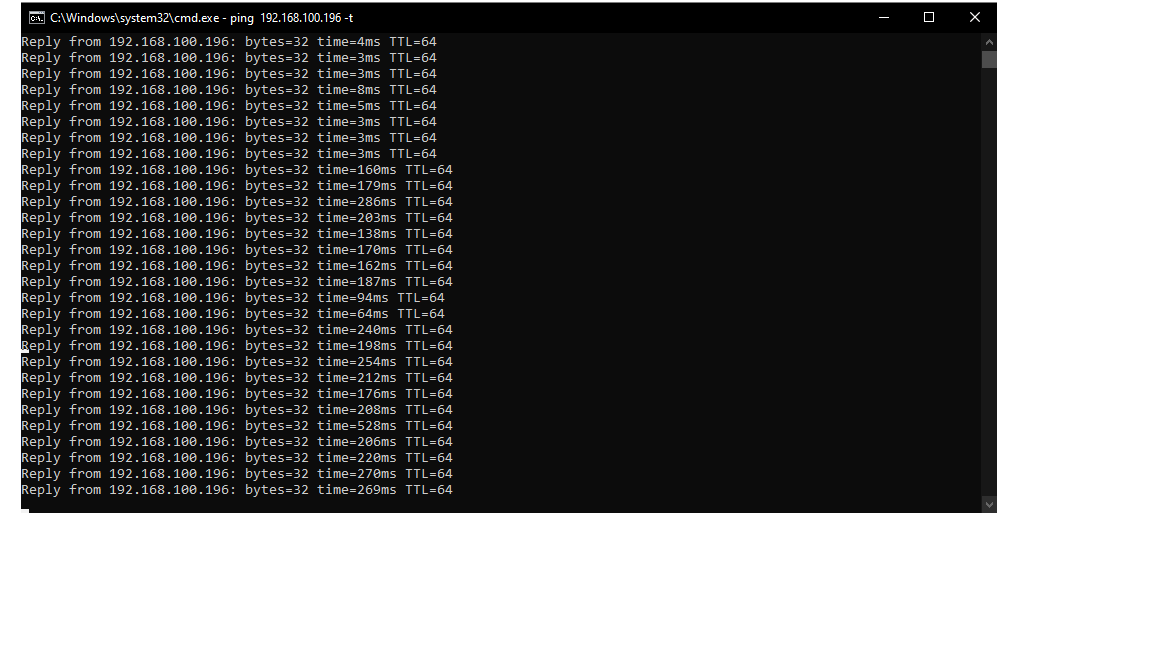 C:\Windows\system32\cmd.exe - ping  192.168.100.196 -t
Reply from 192.168.100.196: bytes=32 time=4ms TTL=64
Reply from 192.168.100.196: bytes=32 time=3ms TTL=64
Reply from 192.168.100.196: bytes=32 time=3ms TTL=64
Reply from 192.168.100.196: bytes=32 time=8ms TTL=64
Reply from 192.168.100.196: bytes=32 time=5ms TTL=64
Reply from 192.168.100.196: bytes=32 time=3ms TTL=64
Reply from 192.168.100.196: bytes=32 time=3ms TTL=64
Reply from 192.168.100.196: bytes=32 time=3ms TTL=64
Reply from 192.168.100.196: bytes=32 time=160ms TTL=64
Reply from 192.168.100.196: bytes=32 time=179ms TTL=64
Reply from 192.168.100.196: bytes=32 time=286ms TTL=64
Reply from 192.168.100.196: bytes=32 time=203ms TTL=64
Reply from 192.168.100.196: bytes=32 time=138ms TTL=64
Reply from 192.168.100.196: bytes=32 time=170ms TTL=64
Reply from 192.168.100.196: bytes=32 time=162ms TTL=64
Reply from 192.168.100.196: bytes=32 time=187ms TTL=64
Reply from 192.168.100.196: bytes=32 time=94ms TTL=64
Reply from 192.168.100.196: bytes=32 time=64ms TTL=64
Reply from 192.168.100.196: bytes=32 time=240ms TTL=64
Reply from 192.168.100.196: bytes=32 time=198ms TTL=64
Reply from 192.168.100.196: bytes=32 time=254ms TTL=64
Reply from 192.168.100.196: bytes=32 time=212ms TTL=64
Reply from 192.168.100.196: bytes=32 time=176ms TTL=64
Reply from 192.168.100.196: bytes=32 time=208ms TTL=64
Reply from 192.168.100.196: bytes=32 time=528ms TTL=64
Reply from 192.168.100.196: bytes=32 time=206ms TTL=64
Reply from 192.168.100.196: bytes=32 time=220ms TTL=64
Reply from 192.168.100.196: bytes=32 time=270ms TTL=64
Reply from 192.168.100.196: bytes=32 time=269ms TTL=64